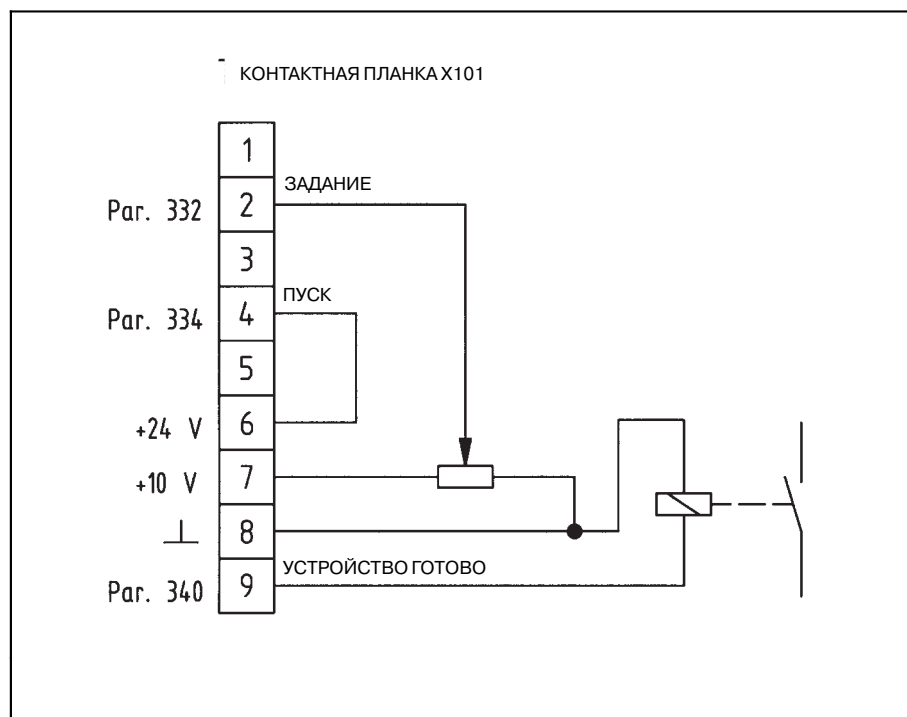 КОНТАКТНАЯ ПЛАНКА X101
1
ЗАДАНИЕ
Par. 332 2
3
ПУСК
Par. 334 4
5
+24 V 6
+10 V 7
8
УСТРОЙСТВО ГОТОВО
Par. 340 9